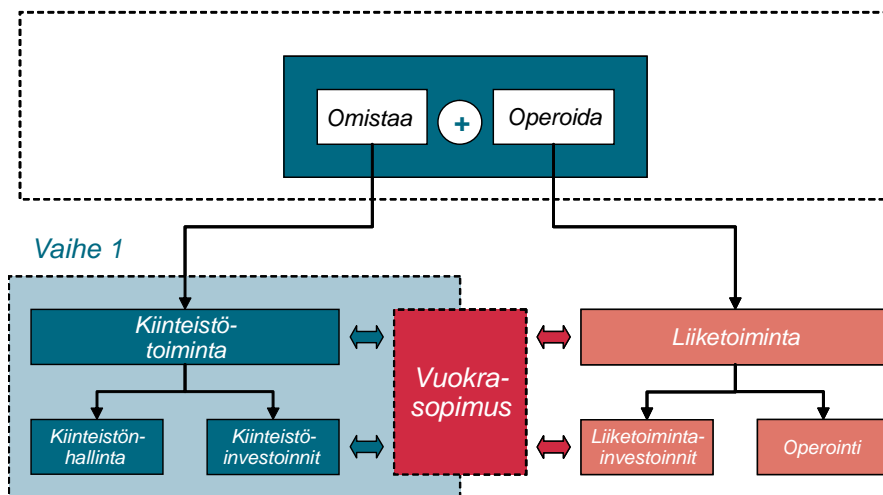 Omistaa
+
Operoida
Vaihe 1
Kiinteistö-
toiminta
Vuokra-
sopimus
Liiketoiminta
Kiinteistön-
hallinta
Kiinteistö-
investoinnit
Liiketoiminta-
investoinnit
Operointi